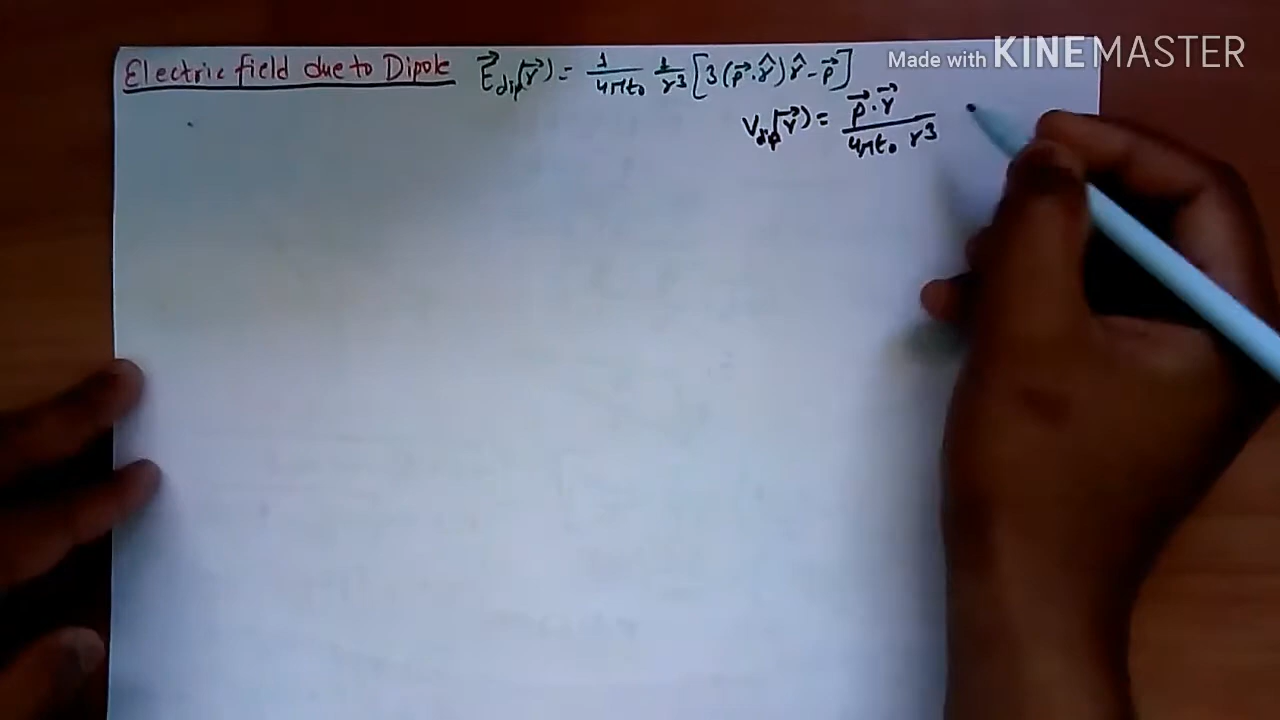 Electric field due to Dipole E⃗dip(r⃗) = 1/4πε₀ 1/r³ [3(p⃗·r̂)r̂ - p⃗]
Made with KINEMASTER
Vdip(r⃗) = p⃗·r⃗/4πε₀ r³